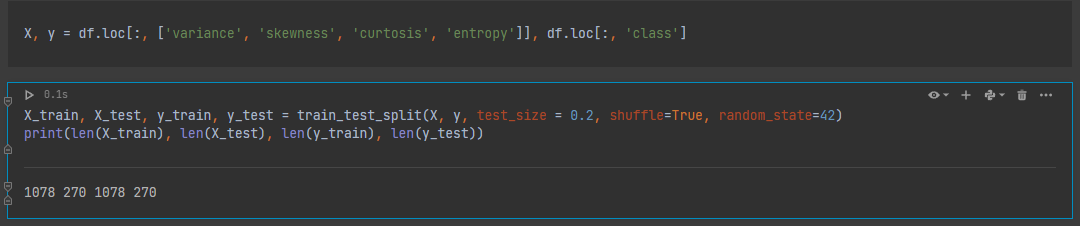 X, y = df.loc[:, ['variance', 'skewness', 'curtosis', 'entropy']], df.loc[:, 'class']
0.1s
X_train, X_test, y_train, y_test = train_test_split(X, y, test_size = 0.2, shuffle=True, random_state=42)
print(len(X_train), len(X_test), len(y_train), len(y_test))
1078 270 1078 270